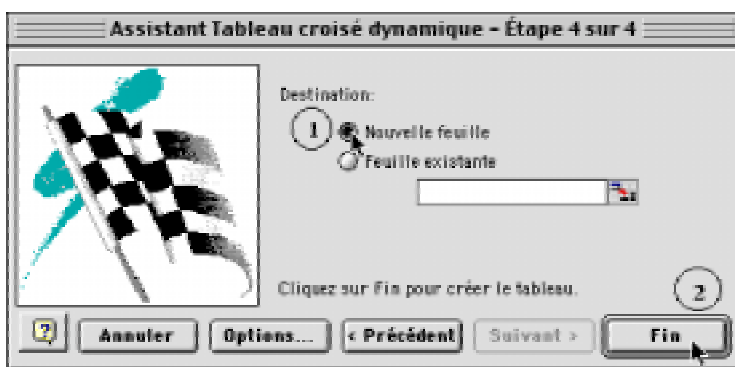 Assistant Tableau croisé dynamique – Étape 4 sur 4
Destination:
1
Nouvelle feuille
Feuille existante
Cliquez sur Fin pour créer le tableau.
2
?
Annuler
Options...
< Précédent
Suivant >
Fin